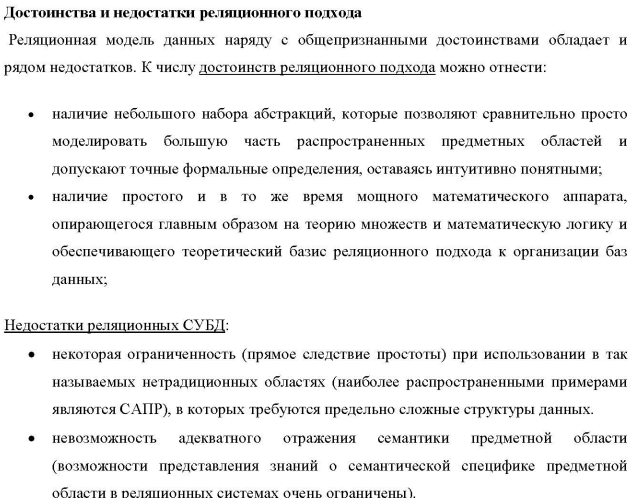 Достоинства и недостатки реляционного подхода
Реляционная модель данных наряду с общепризнанными достоинствами обладает и
рядом недостатков. К числу достоинств реляционного подхода можно отнести:
• наличие небольшого набора абстракций, которые позволяют сравнительно просто
моделировать большую часть распространенных предметных областей и
допускают точные формальные определения, оставаясь интуитивно понятными;
• наличие простого и в то же время мощного математического аппарата,
опирающегося главным образом на теорию множеств и математическую логику и
обеспечивающего теоретический базис реляционного подхода к организации баз
данных;
Недостатки реляционных СУБД:
• некоторая ограниченность (прямое следствие простоты) при использовании в так
называемых нетрадиционных областях (наиболее распространенными примерами
являются САПР), в которых требуются предельно сложные структуры данных.
• невозможность адекватного отражения семантики предметной области
(возможности представления знаний о семантической специфике предметной
области в реляционных системах очень ограничены).